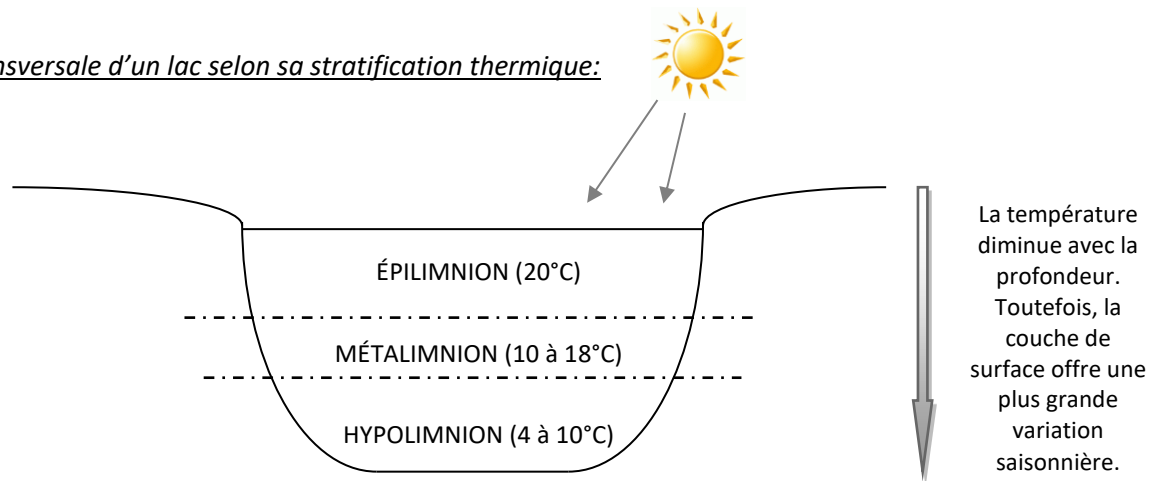 nsversale d'un lac selon sa stratification thermique:
ÉPILIMNION (20°C)
MÉTALIMNION (10 à 18°C)
HYPOLIMNION (4 à 10°C)
La température
diminue avec la
profondeur.
Toutefois, la
couche de
surface offre une
plus grande
variation
saisonnière.